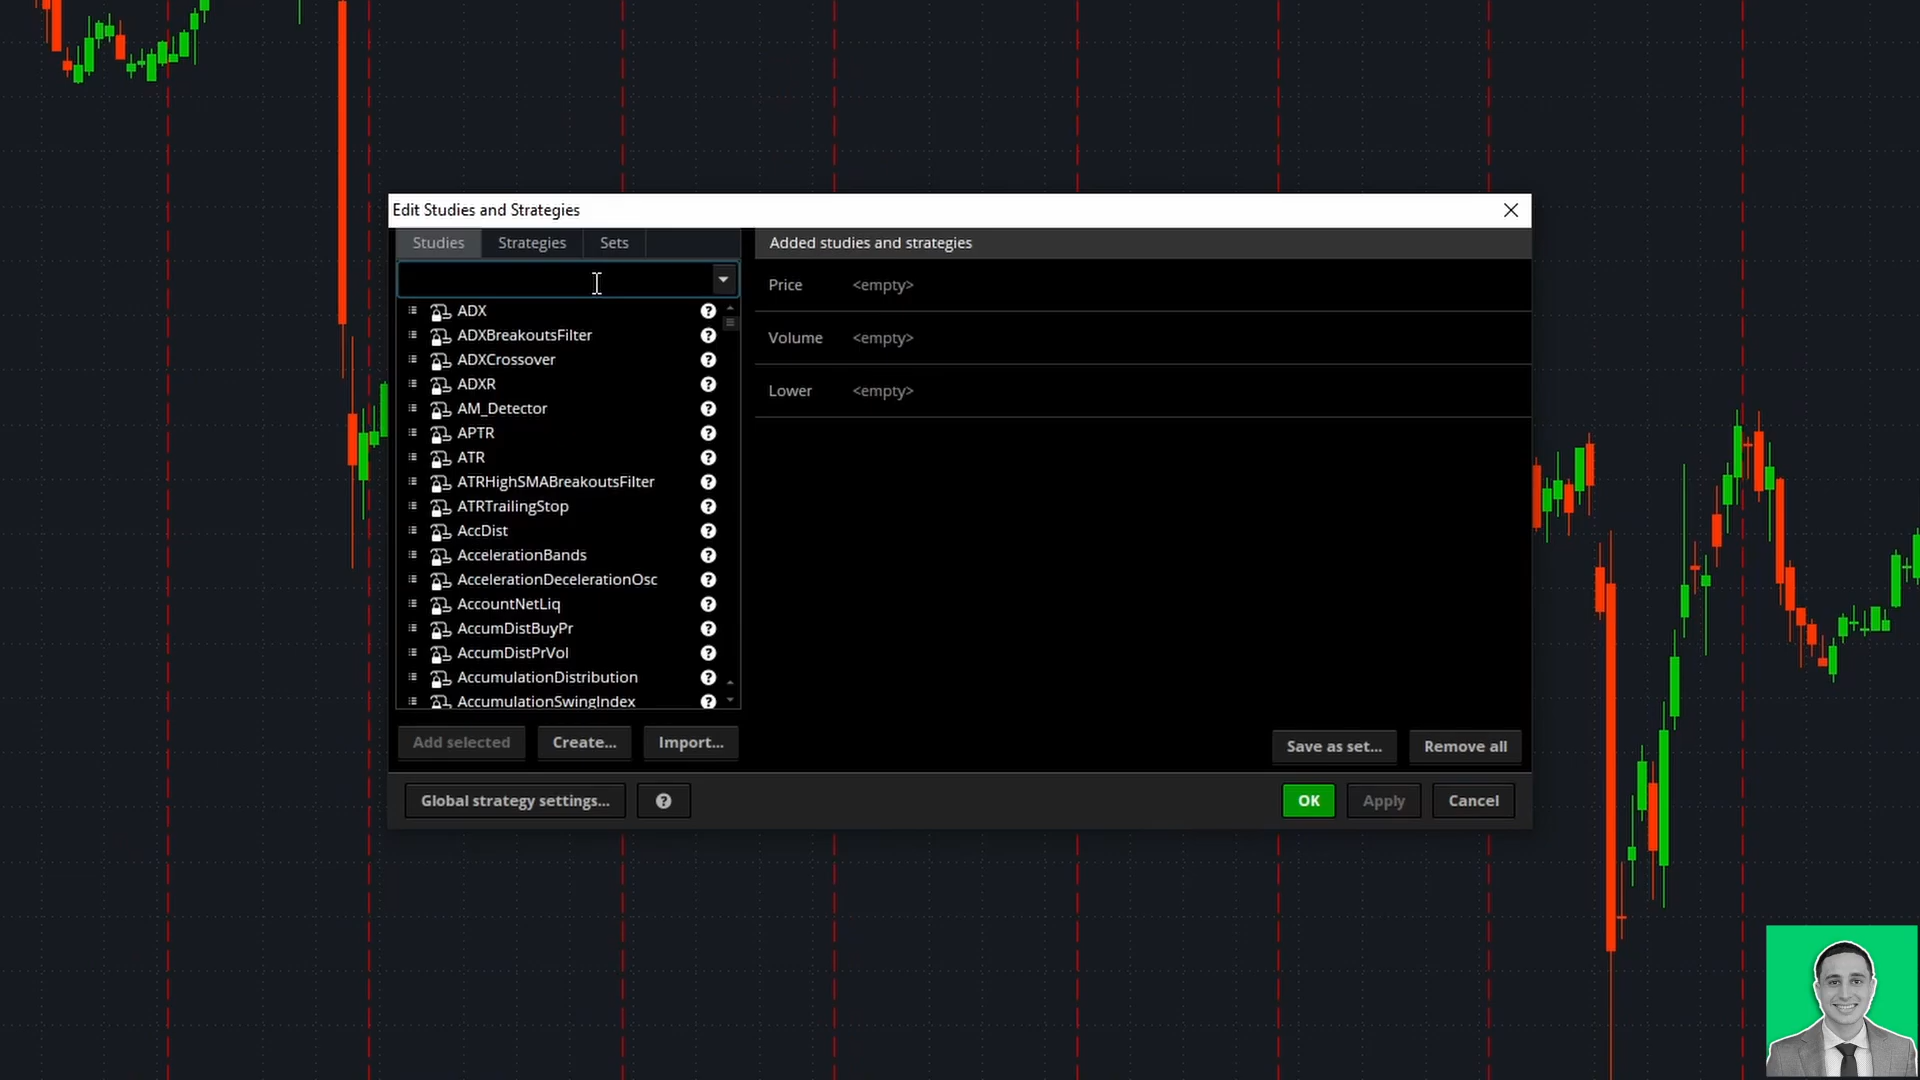 Edit Studies and Strategies
Studies Strategies Sets
ADX
ADXBreakoutsFilter
ADXCrossover
ADXR
AM_Detector
APTR
ATR
ATRHighSMABreakoutsFilter
ATRTrailingStop
AccDist
AccelerationBands
AccelerationDecelerationOsc
AccountNetLiq
AccumDistBuyPr
AccumDistPrVol
AccumulationDistribution
AccumulationSwingIndex
Add selected Create... Import...
Added studies and strategies
Price <empty>
Volume <empty>
Lower <empty>
Save as set... Remove all
Global strategy settings... ?
OK Apply Cancel